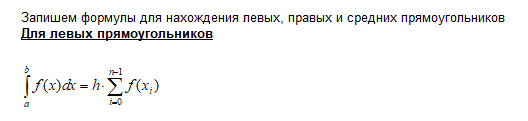 Запишем формулы для нахождения левых, правых и средних прямоугольников
Для левых прямоугольников
∫_a^b f(x)dx = h·∑_{i=0}^{n-1} f(x_i)